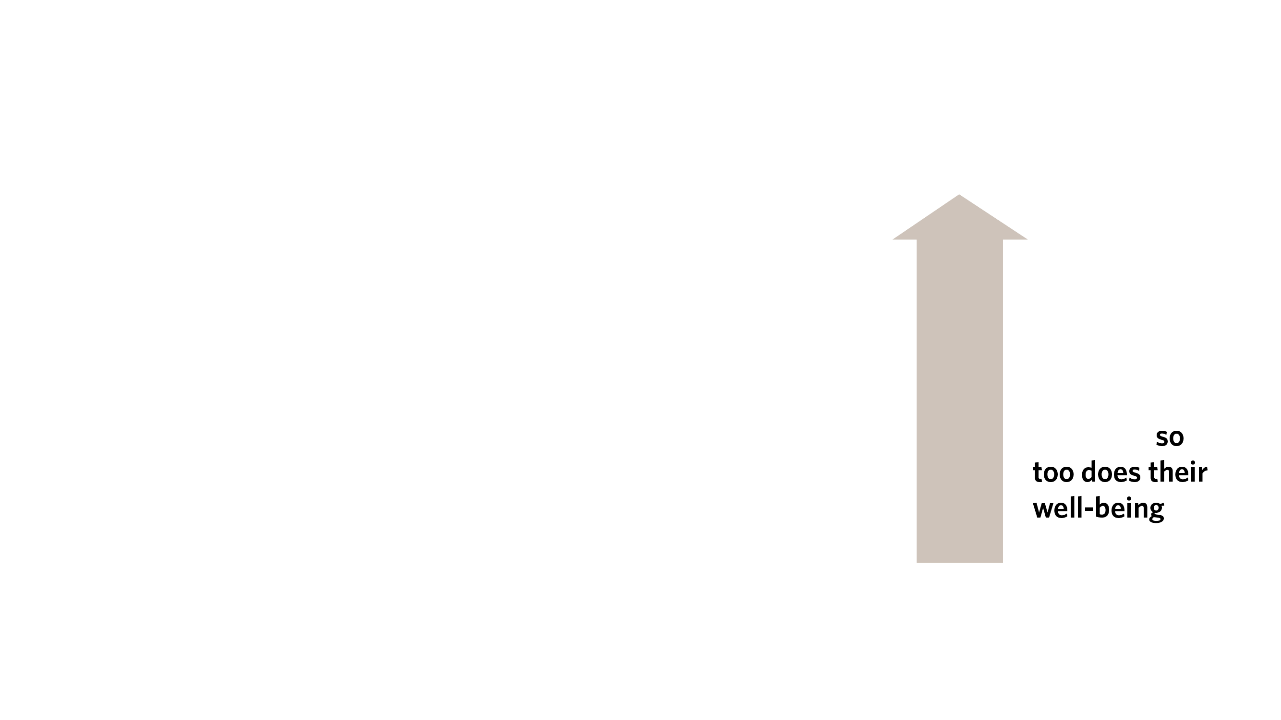 so
too does their
well-being